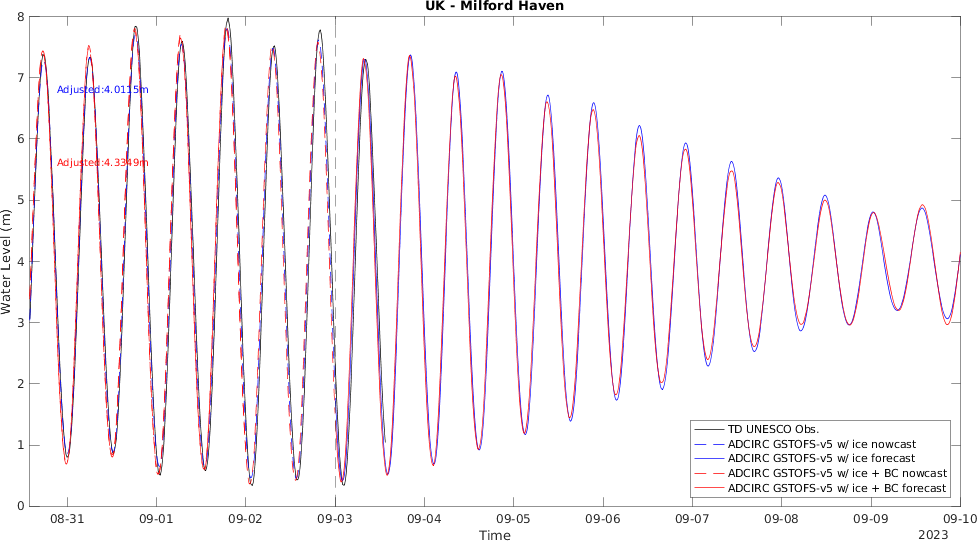 UK - Milford Haven
8
7
6
5
4
3
2
1
0
Water Level (m)
Adjusted:4.0115m
Adjusted:4.3349m
TD UNESCO Obs.
ADCIRC GSTOFS-v5 w/ ice nowcast
ADCIRC GSTOFS-v5 w/ ice forecast
ADCIRC GSTOFS-v5 w/ ice + BC nowcast
ADCIRC GSTOFS-v5 w/ ice + BC forecast
08-31 09-01 09-02 09-03 09-04 09-05 09-06 09-07 09-08 09-09 09-10
Time
2023